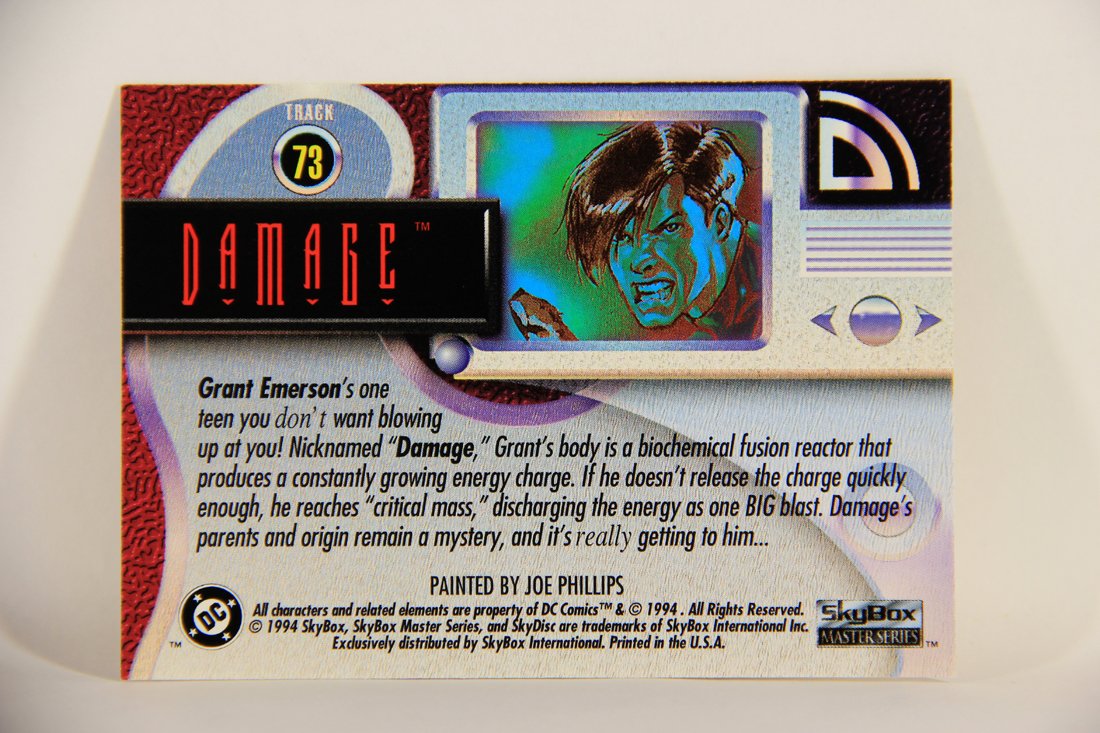 TRACK
73
DAMAGE™
Grant Emerson's one
teen you don't want blowing
up at you! Nicknamed "Damage," Grant's body is a biochemical fusion reactor that
produces a constantly growing energy charge. If he doesn't release the charge quickly
enough, he reaches "critical mass," discharging the energy as one BIG blast. Damage's
parents and origin remain a mystery, and it's really getting to him...
PAINTED BY JOE PHILLIPS
DC
™
All characters and related elements are property of DC Comics™ & © 1994 . All Rights Reserved.
© 1994 SkyBox, SkyBox Master Series, and SkyDisc are trademarks of SkyBox International Inc.
Exclusively distributed by SkyBox International. Printed in the U.S.A.
SkyBox
MASTER SERIES™